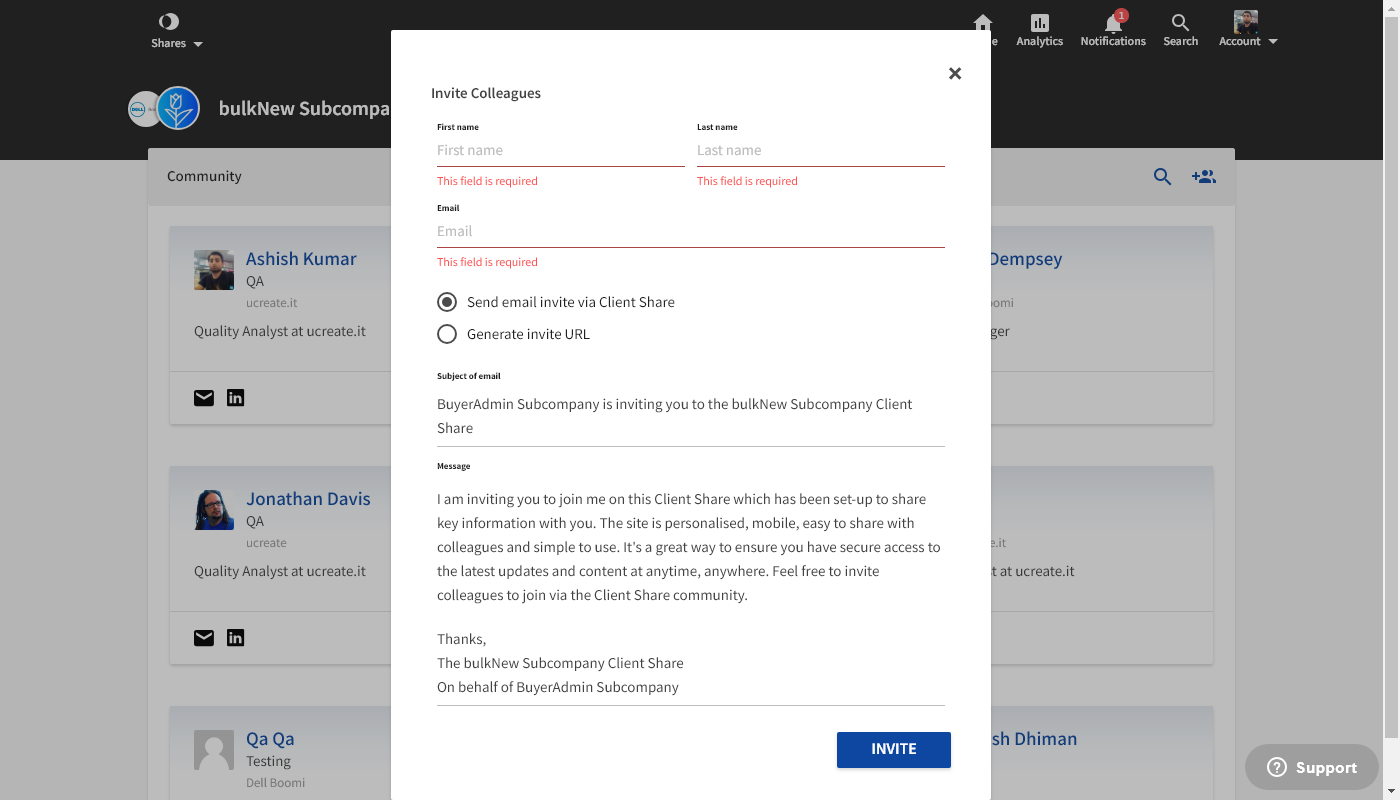 Shares
e
Analytics
1
Notifications
Search
Account
DELL
bulkNew Subcompa
Invite Colleagues
First name
Last name
First name
Last name
This field is required
This field is required
Email
Email
This field is required
Send email invite via Client Share
Generate invite URL
Subject of email
BuyerAdmin Subcompany is inviting you to the bulkNew Subcompany Client
Share
Message
I am inviting you to join me on this Client Share which has been set-up to share
key information with you. The site is personalised, mobile, easy to share with
colleagues and simple to use. It's a great way to ensure you have secure access to
the latest updates and content at anytime, anywhere. Feel free to invite
colleagues to join via the Client Share community.
Thanks,
The bulkNew Subcompany Client Share
On behalf of BuyerAdmin Subcompany
INVITE
Community
Ashish Kumar
QA
ucreate.it
Quality Analyst at ucreate.it
Dempsey
oomi
ger
Jonathan Davis
QA
ucreate
Quality Analyst at ucreate.it
e.it
t at ucreate.it
Qa Qa
Testing
Dell Boomi
sh Dhiman
Support